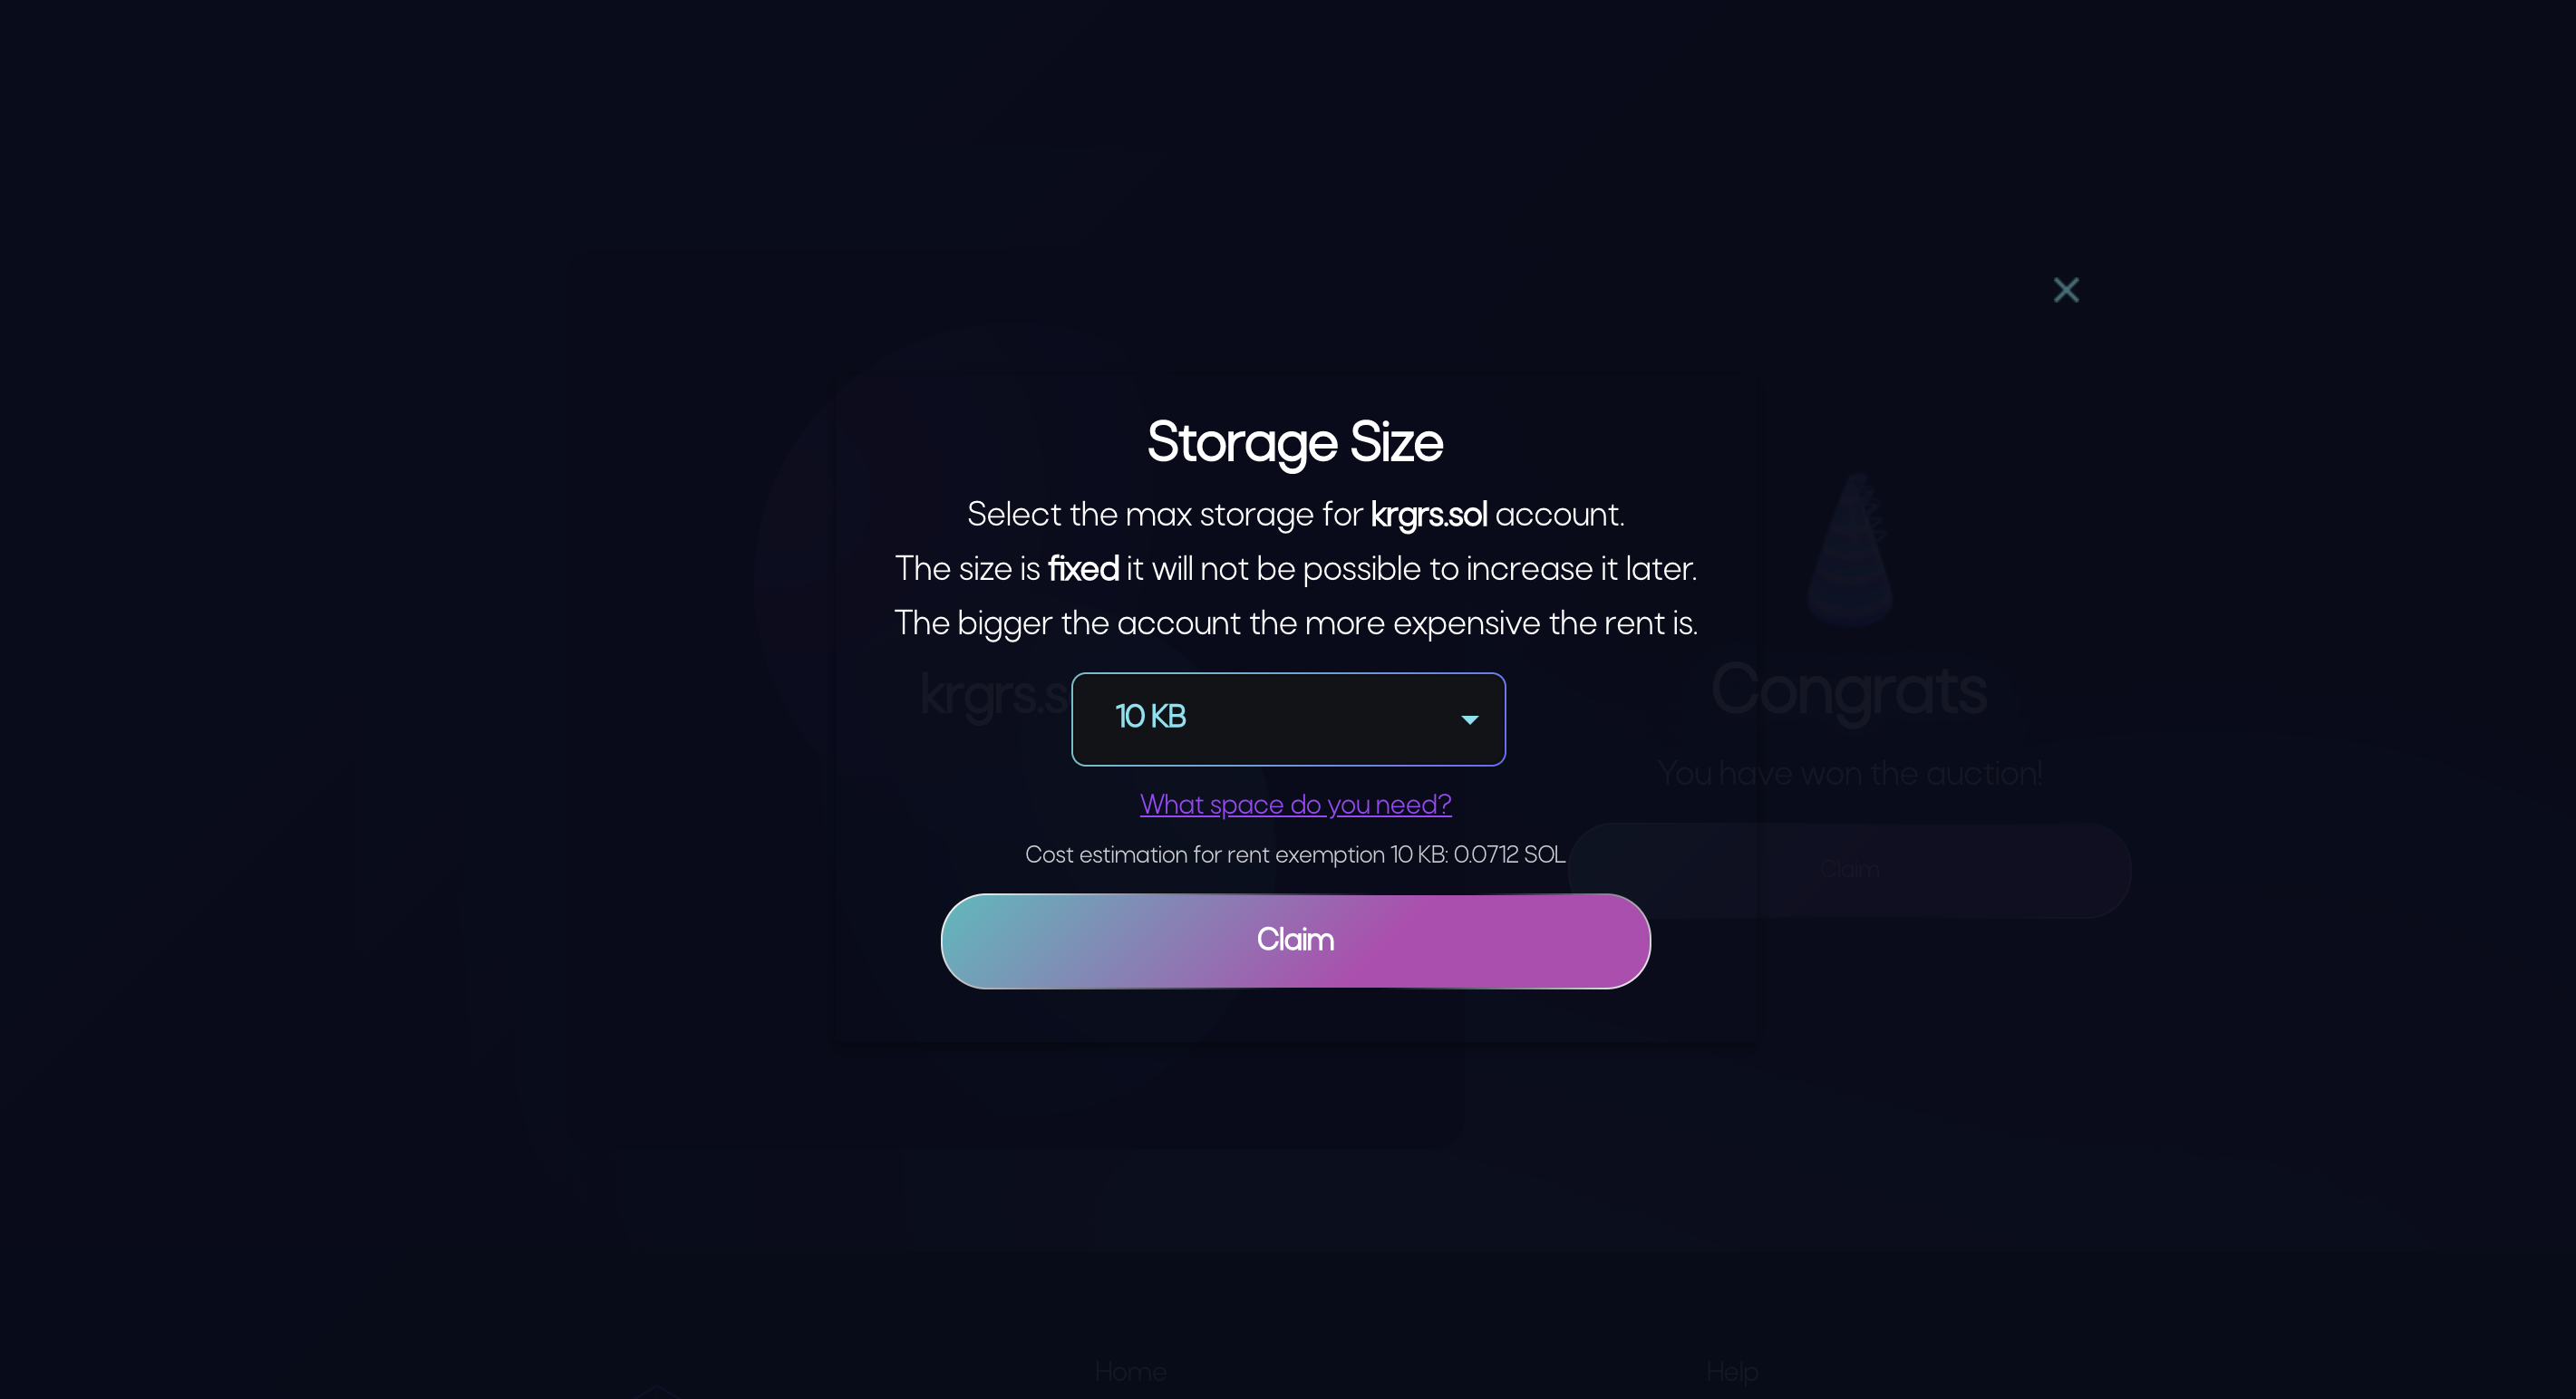 Storage Size
Select the max storage for krgrs.sol account.
The size is fixed it will not be possible to increase it later.
The bigger the account the more expensive the rent is.
krgrs.s
10 KB
Congrats
You have won the auction!
What space do you need?
Cost estimation for rent exemption 10 KB: 0.0712 SOL
Claim
Claim
Home
Help